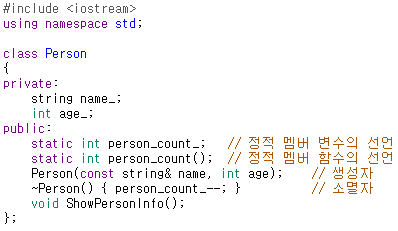 #include <iostream>
using namespace std;
class Person
{
private:
    string name_;
    int age_;
public:
    static int person_count_;   // 정적 멤버 변수의 선언
    static int person_count();  // 정적 멤버 함수의 선언
    Person(const string& name, int age);    // 생성자
    ~Person() { person_count_--; }          // 소멸자
    void ShowPersonInfo();
};